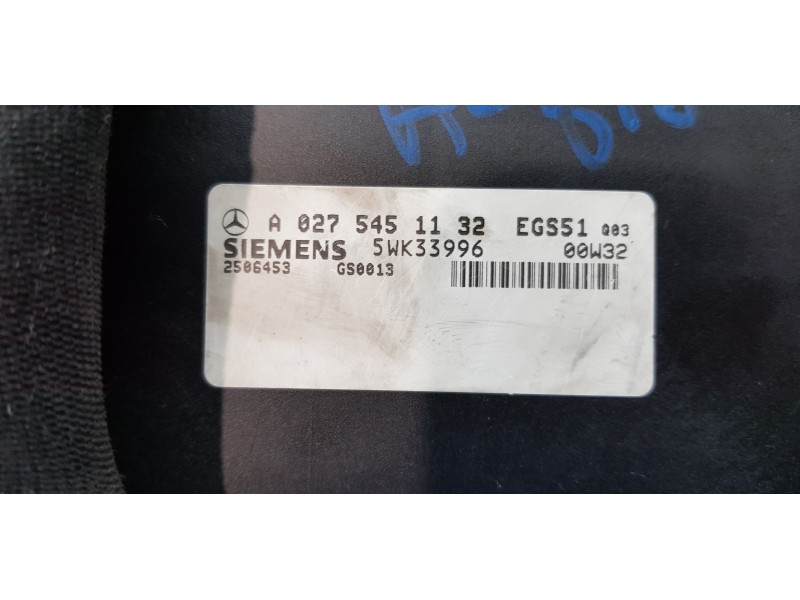 A 027 545 11 32 EGS51 Q03
SIEMENS 5WK33996 00W32
2506453 GS0013